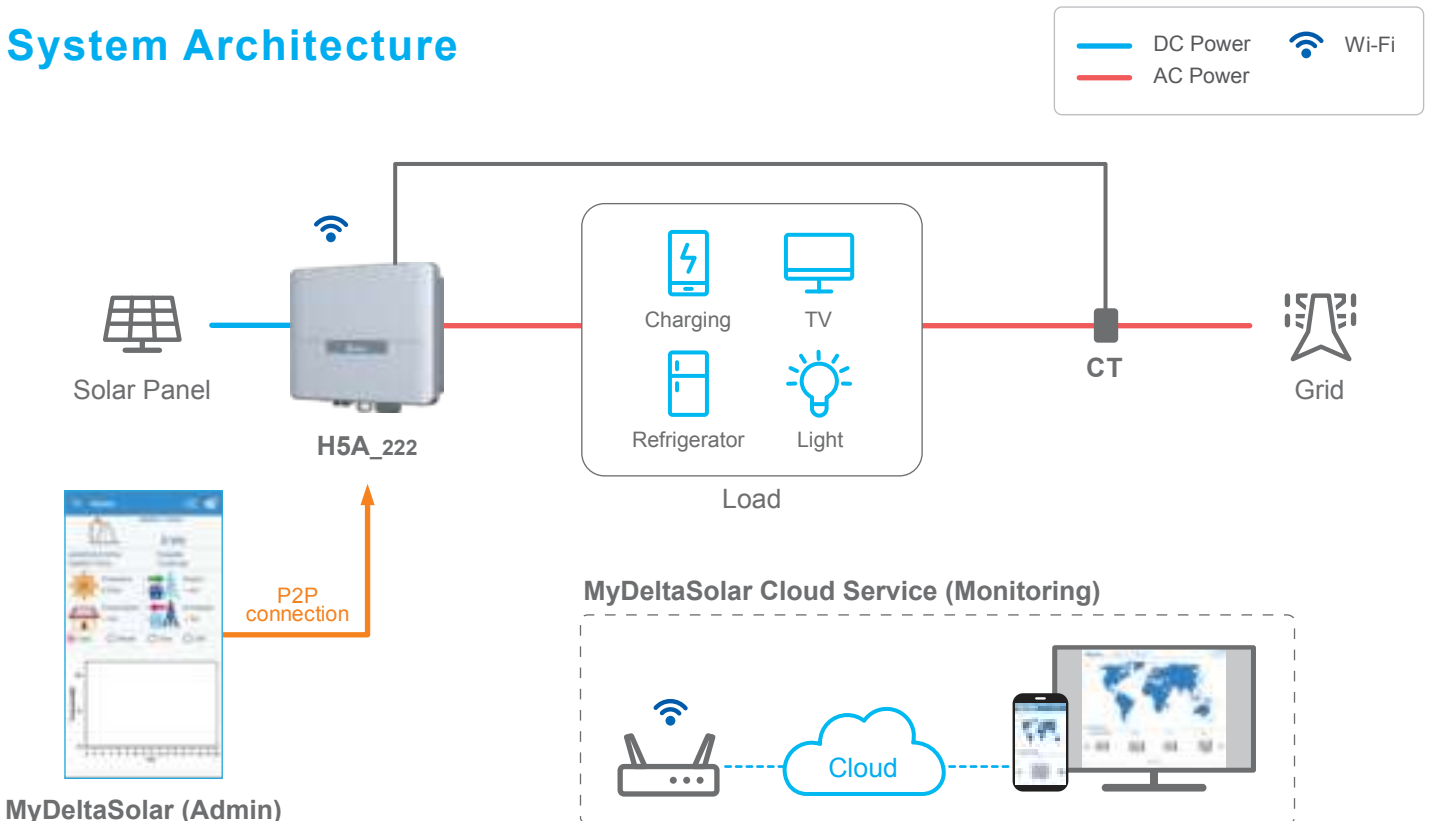 System Architecture
DC Power
Wi-Fi
AC Power
Charging
TV
CT
Solar Panel
Grid
Refrigerator
Light
H5A_222
Load
P2P
connection
MyDeltaSolar Cloud Service (Monitoring)
Cloud
MyDeltaSolar (Admin)